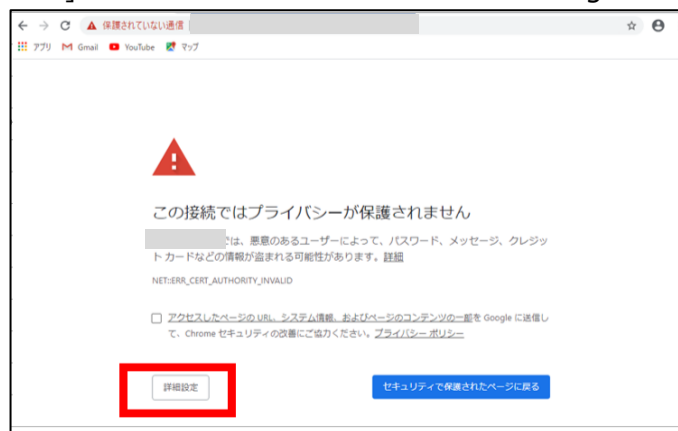 保護されていない通信
アプリ Gmail YouTube マップ
この接続ではプライバシーが保護されません
では、悪意のあるユーザーによって、パスワード、メッセージ、クレジッ
ト カードなどの情報が盗まれる可能性があります。詳細
NET::ERR_CERT_AUTHORITY_INVALID
アクセスしたページの URL、システム情報、およびページのコンテンツの一部を Google に送信し
て、Chrome セキュリティの改善にご協力ください。プライバシー ポリシー
詳細設定 セキュリティで保護されたページに戻る